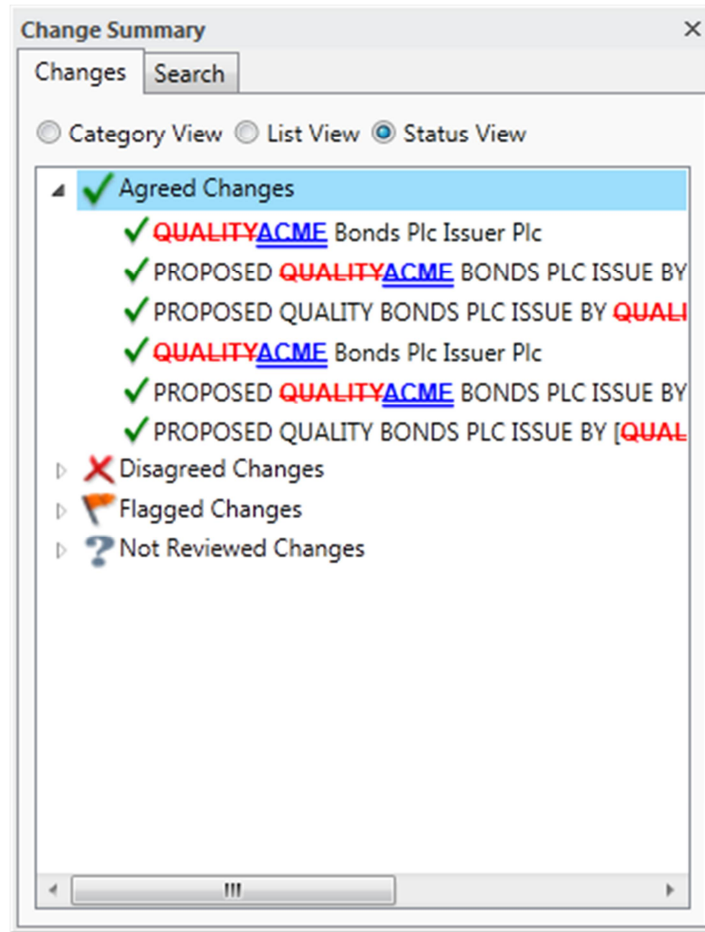 Change Summary
Changes Search
Category View List View Status View
Agreed Changes
QUALITYACME Bonds Plc Issuer Plc
PROPOSED QUALITYACME BONDS PLC ISSUE BY
PROPOSED QUALITY BONDS PLC ISSUE BY QUALI
QUALITYACME Bonds Plc Issuer Plc
PROPOSED QUALITYACME BONDS PLC ISSUE BY
PROPOSED QUALITY BONDS PLC ISSUE BY [QUAL
Disagreed Changes
Flagged Changes
Not Reviewed Changes